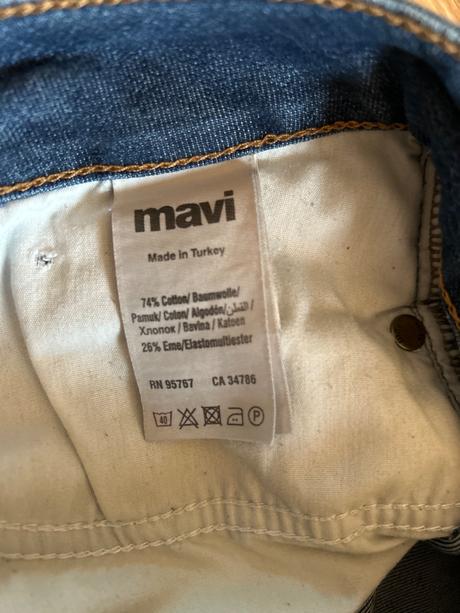 mavi
Made in Turkey
74% Cotton/ Baumwolle/
Pamuk/ Coton/ Algodón/القطن/
Хлопок / Bavlna / Katoen
26% Eme/Elastomultiester
RN 95767 CA 34786
40 P